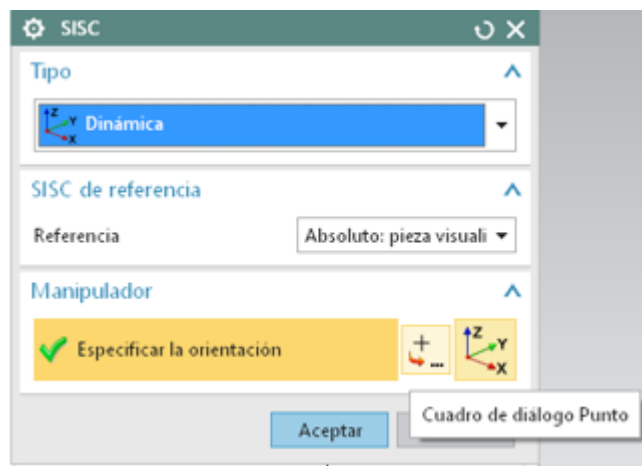 SISC
Tipo
Z
Y
X
Dinámica
SISC de referencia
Referencia
Absoluto: pieza visuali
Manipulador
Especificar la orientación
Z
Y
X
Cuadro de diálogo Punto
Aceptar